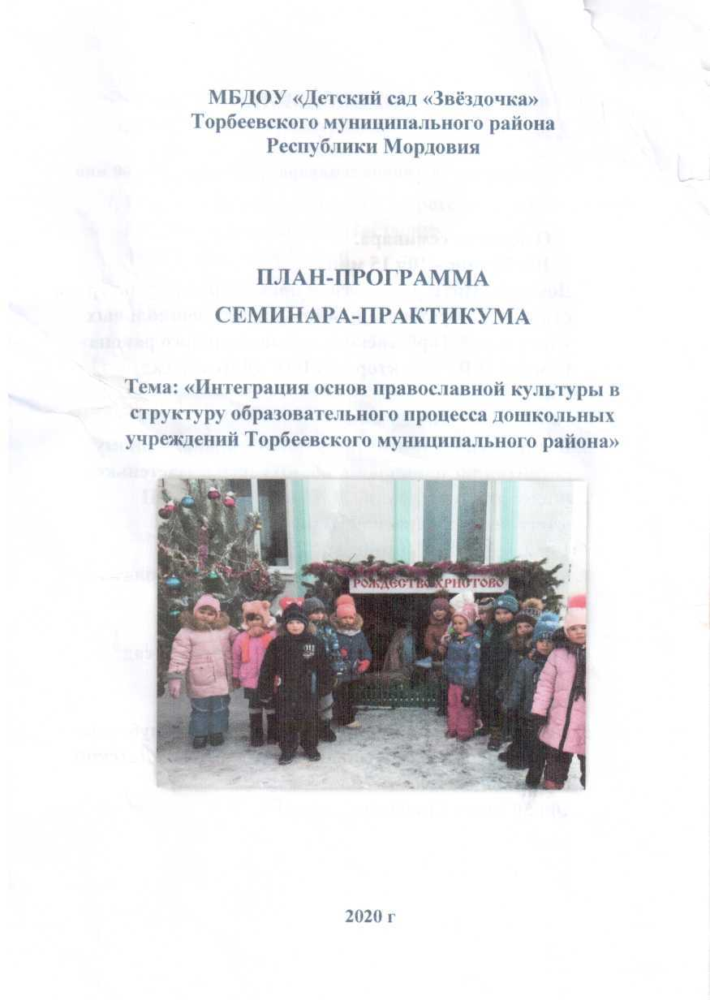 МБДОУ «Детский сад «Звёздочка»
Торбеевского муниципального района
Республики Мордовия
ПЛАН-ПРОГРАММА
СЕМИНАРА-ПРАКТИКУМА
Тема: «Интеграция основ православной культуры в
структуру образовательного процесса дошкольных
учреждений Торбеевского муниципального района»
РОЖДЕСТВО ХРИСТОВО
2020 г